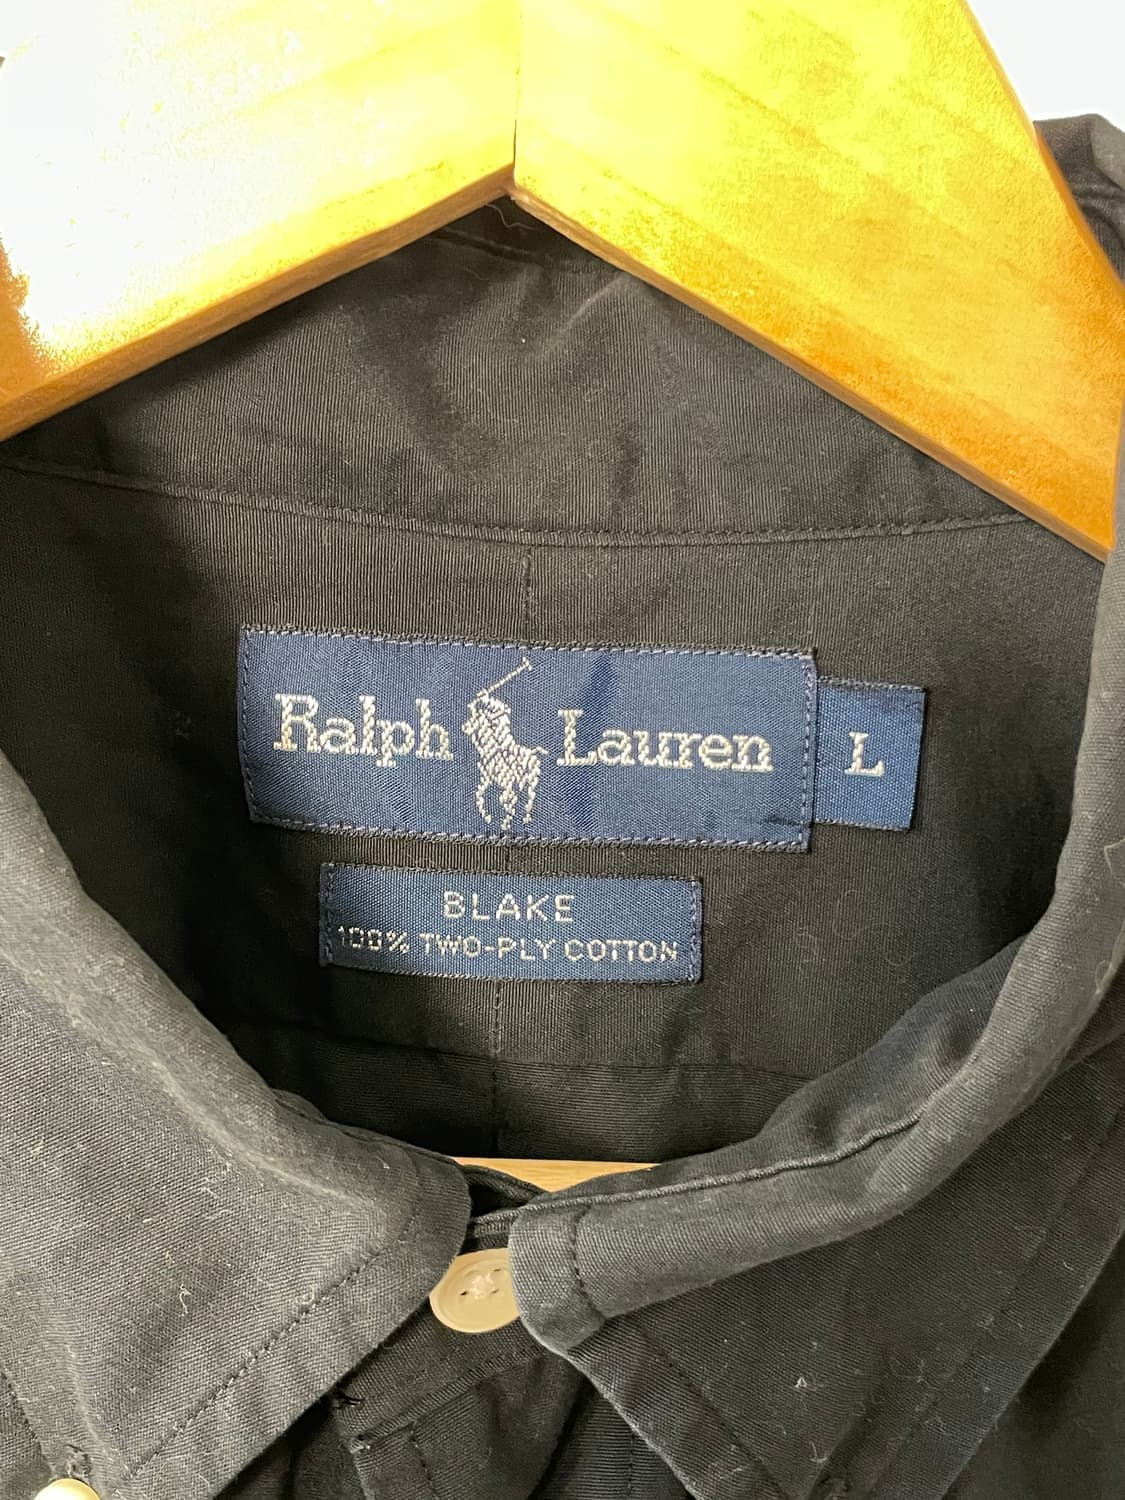 Ralph Lauren L
BLAKE
100% TWO-PLY COTTON